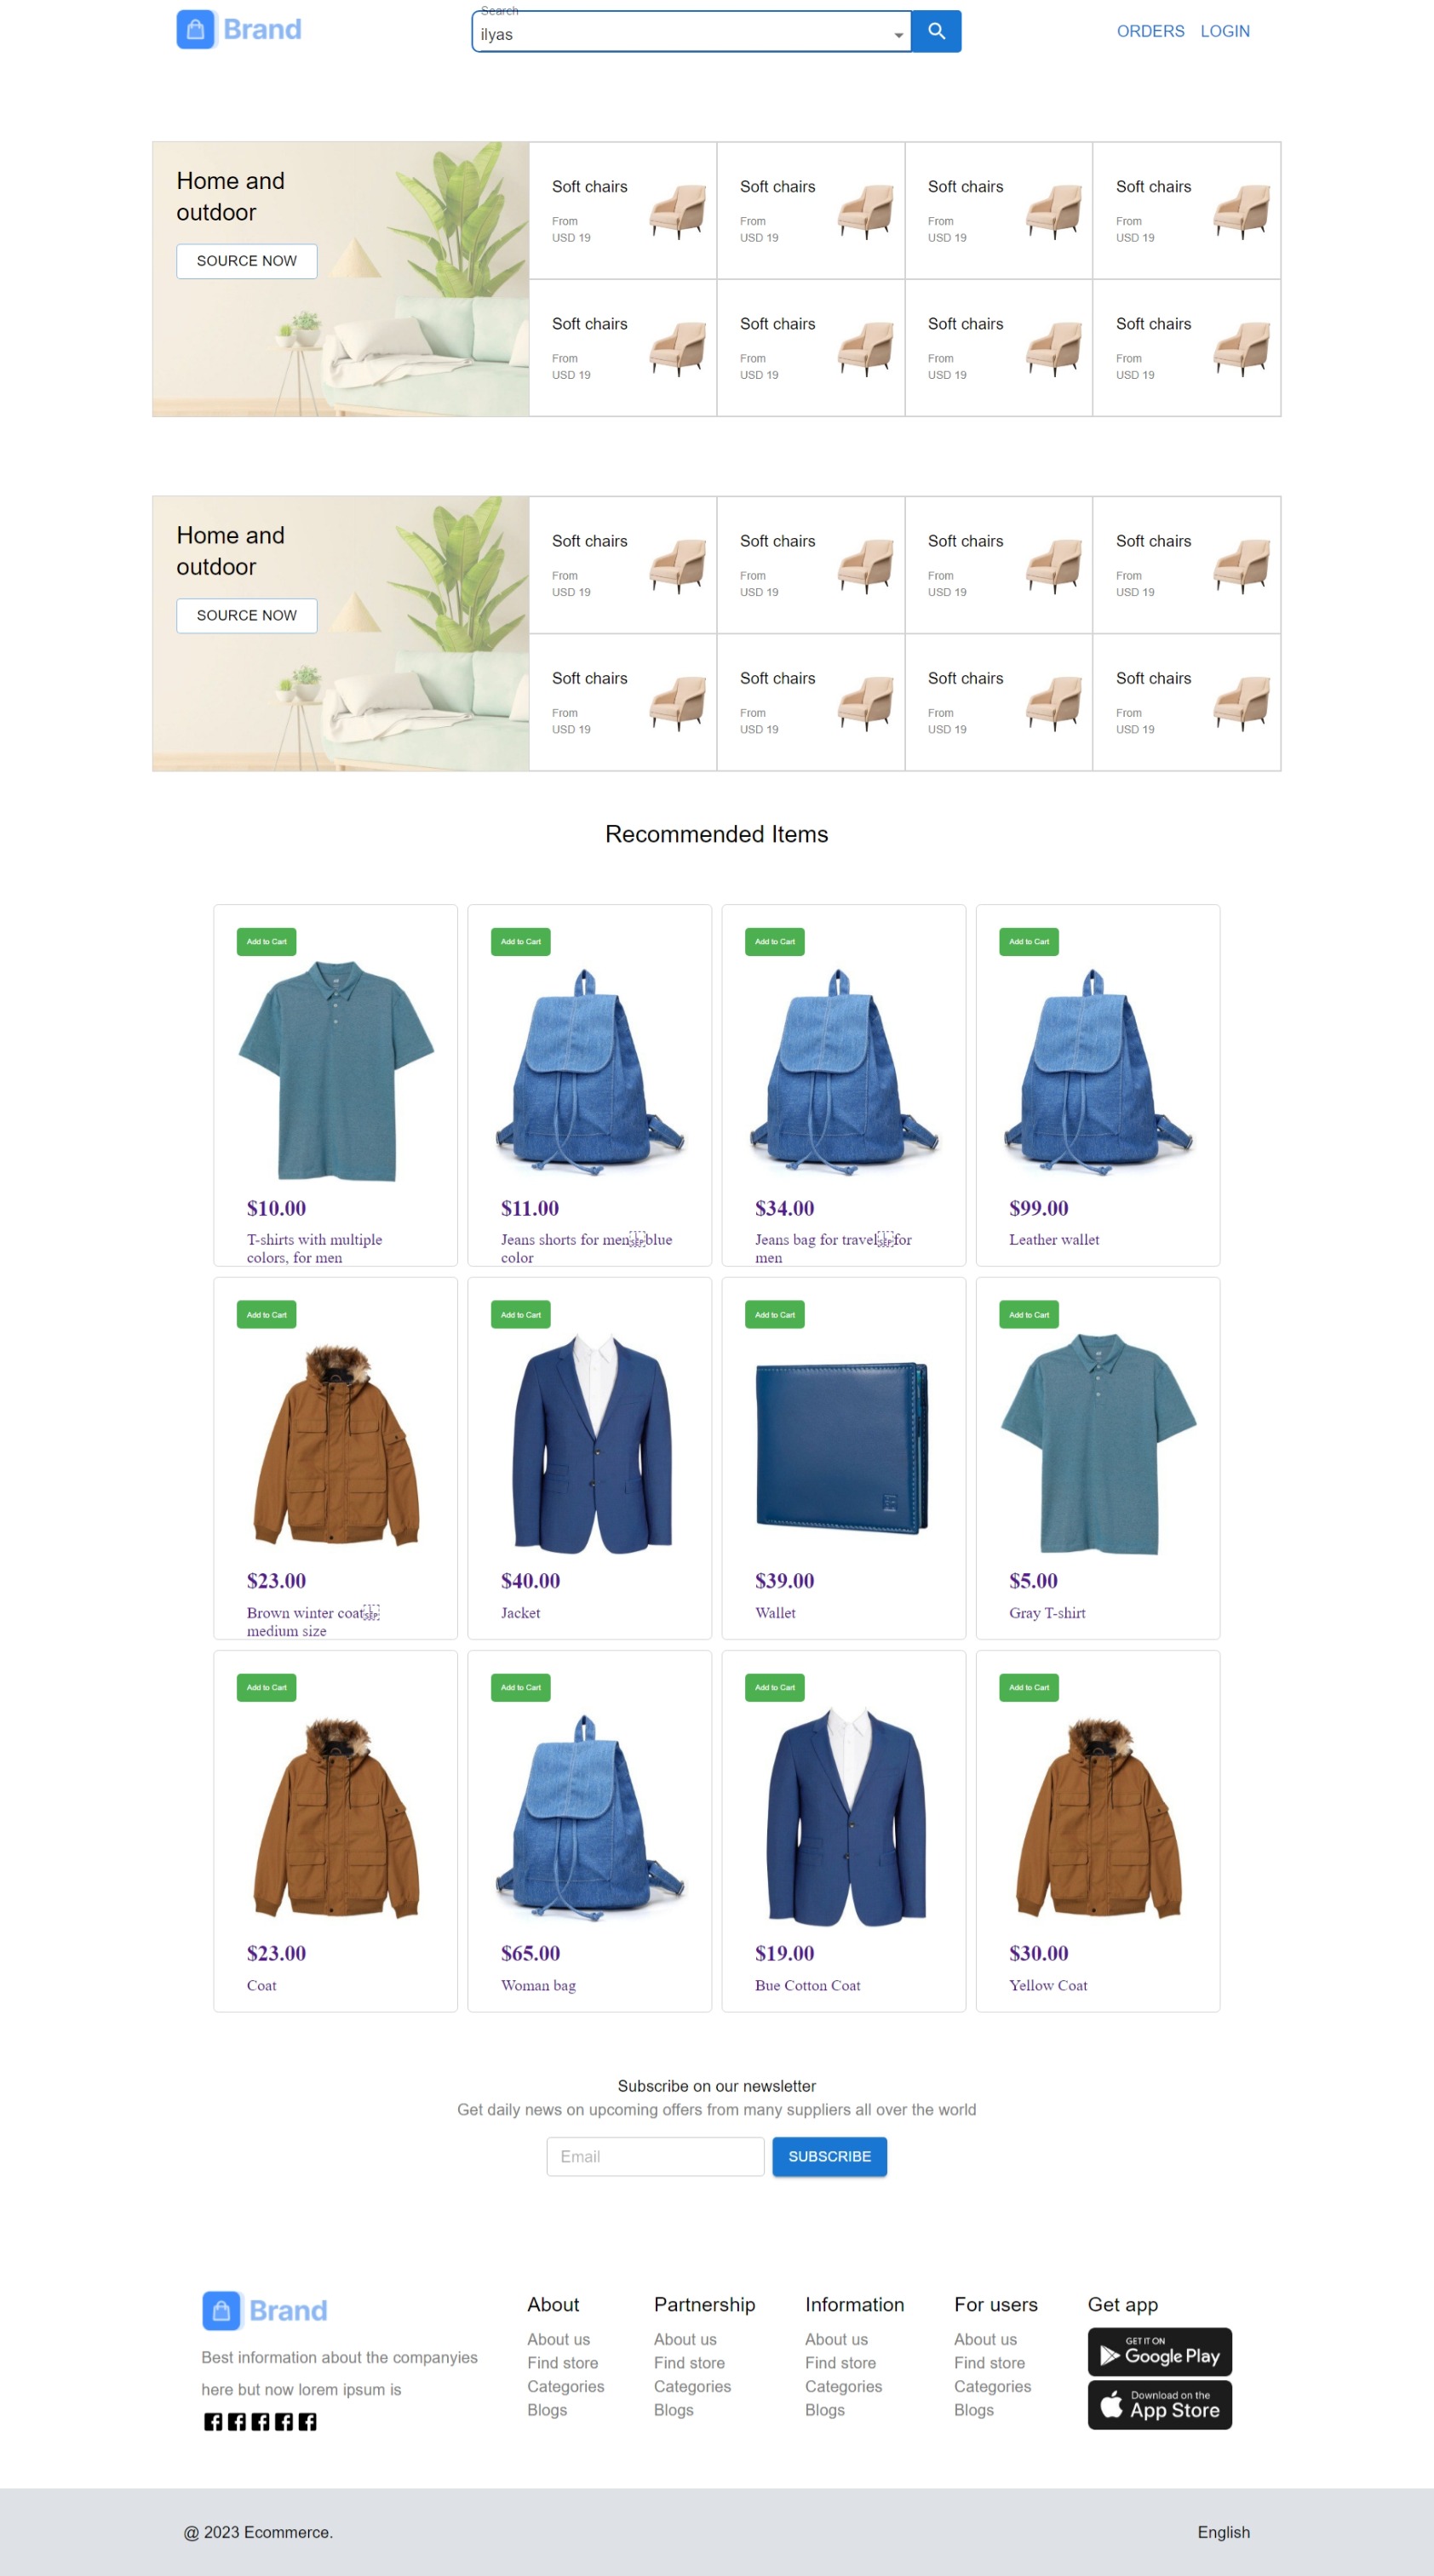 Brand
Search
ilyas
ORDERS LOGIN
Home and
outdoor
SOURCE NOW
Soft chairs
From
USD 19
Soft chairs
From
USD 19
Soft chairs
From
USD 19
Soft chairs
From
USD 19
Soft chairs
From
USD 19
Soft chairs
From
USD 19
Soft chairs
From
USD 19
Soft chairs
From
USD 19
Home and
outdoor
SOURCE NOW
Soft chairs
From
USD 19
Soft chairs
From
USD 19
Soft chairs
From
USD 19
Soft chairs
From
USD 19
Soft chairs
From
USD 19
Soft chairs
From
USD 19
Soft chairs
From
USD 19
Soft chairs
From
USD 19
Recommended Items
Add to Cart
$10.00
T-shirts with multiple
colors, for men
Add to Cart
$11.00
Jeans shorts for men blue
color
Add to Cart
$34.00
Jeans bag for travel for
men
Add to Cart
$99.00
Leather wallet
Add to Cart
$23.00
Brown winter coat
medium size
Add to Cart
$40.00
Jacket
Add to Cart
$39.00
Wallet
Add to Cart
$5.00
Gray T-shirt
Add to Cart
$23.00
Coat
Add to Cart
$65.00
Woman bag
Add to Cart
$19.00
Bue Cotton Coat
Add to Cart
$30.00
Yellow Coat
Subscribe on our newsletter
Get daily news on upcoming offers from many suppliers all over the world
Email
SUBSCRIBE
Brand
Best information about the companyies
here but now lorem ipsum is
About
About us
Find store
Categories
Blogs
Partnership
About us
Find store
Categories
Blogs
Information
About us
Find store
Categories
Blogs
For users
About us
Find store
Categories
Blogs
Get app
GET IT ON
Google Play
Download on the
App Store
@ 2023 Ecommerce.
English